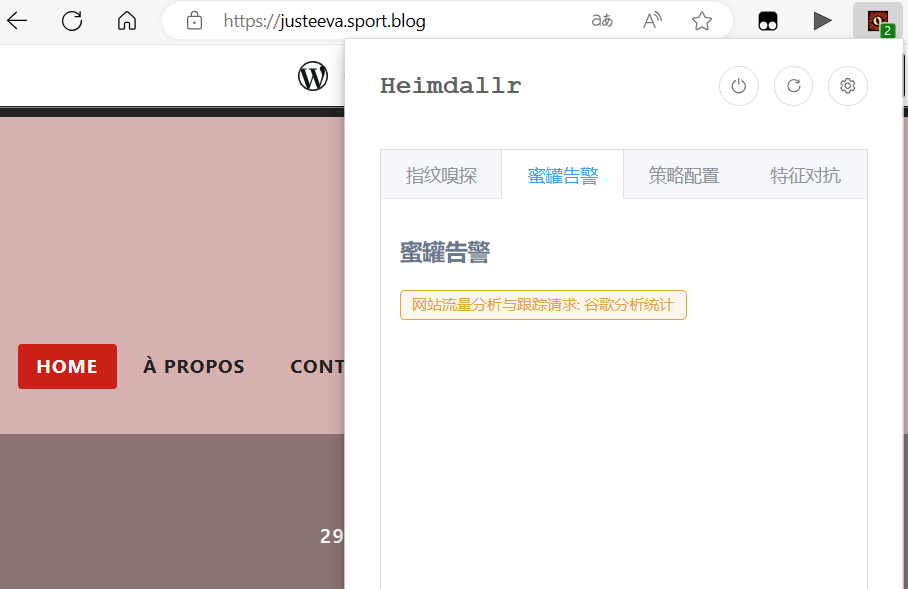 https://justeeva.sport.blog
aあ
A
2
Heimdallr
指纹嗅探
蜜罐告警
策略配置
特征对抗
蜜罐告警
网站流量分析与跟踪请求: 谷歌分析统计
HOME
À PROPOS
CONT
29